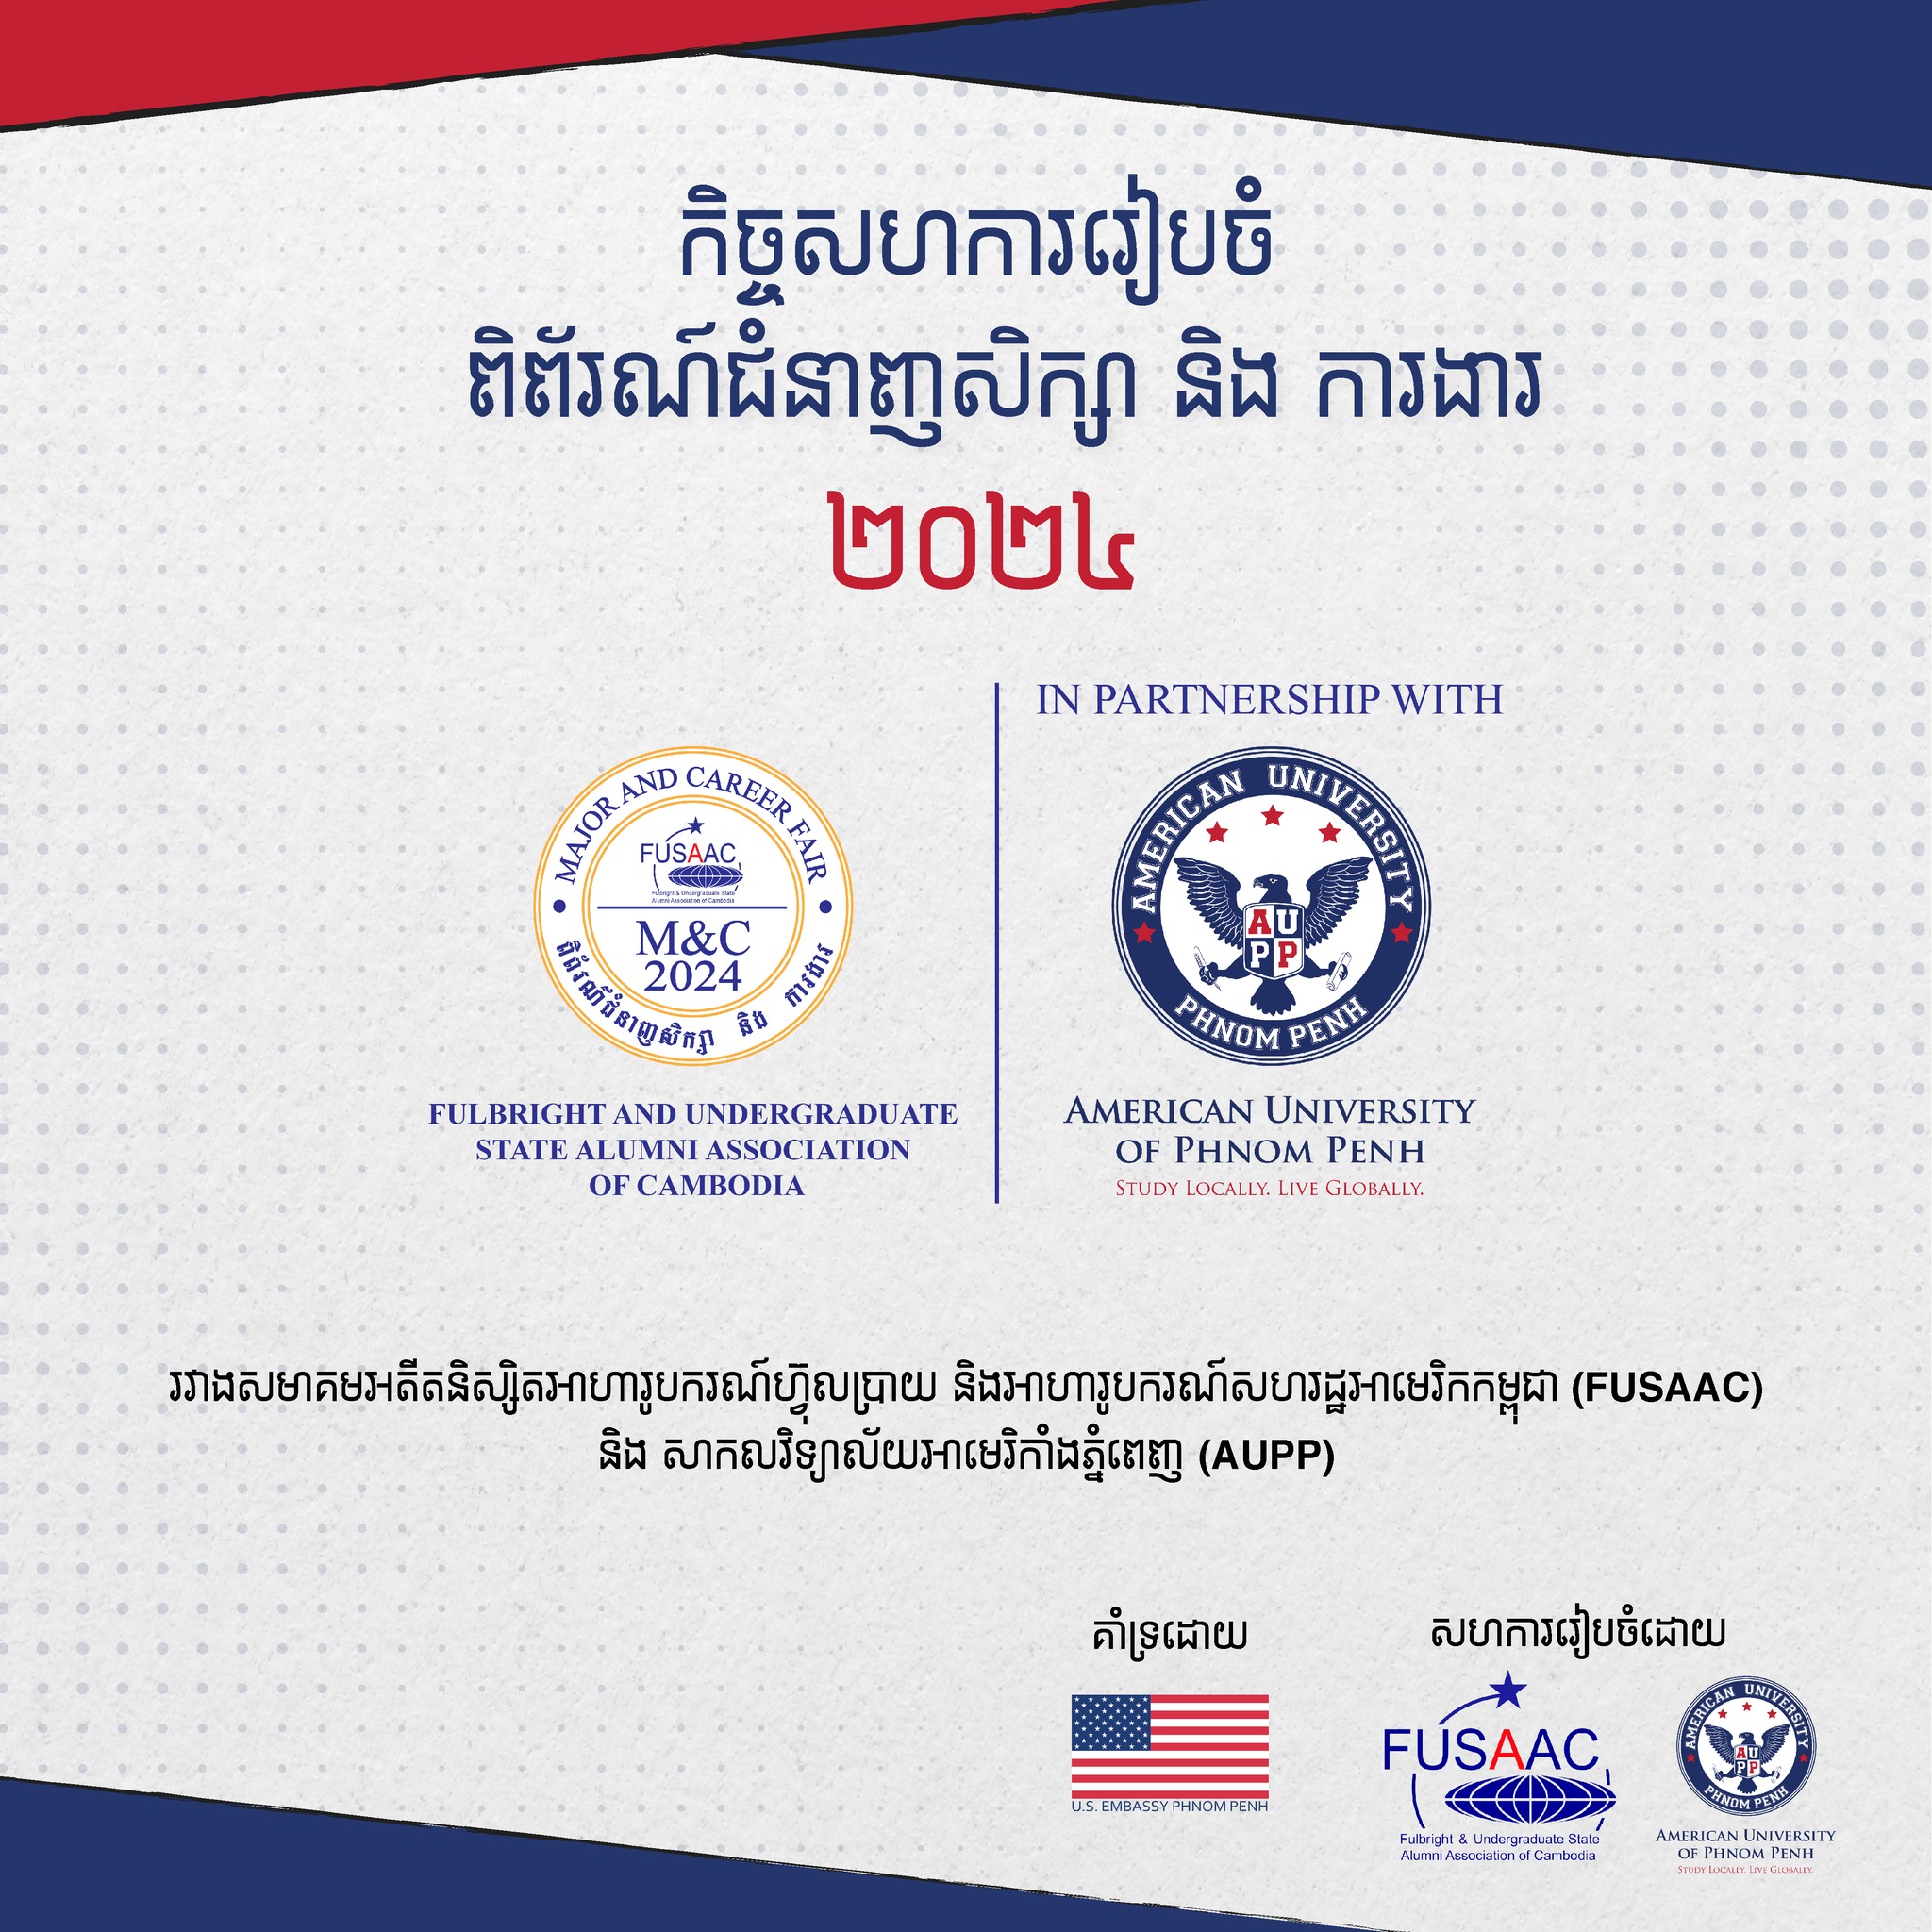 កិច្ចសហការរៀបចំ
ពិព័រណ៍ជំនាញសិក្សា និង ការងារ
២០២៤
MAJOR AND CAREER FAIR
FUSAAC
Fulbright & Undergraduate State
Alumni Association of Cambodia
M&C
2024
ពិព័រណ៍ជំនាញសិក្សា និង ការងារ
FULBRIGHT AND UNDERGRADUATE
STATE ALUMNI ASSOCIATION
OF CAMBODIA
IN PARTNERSHIP WITH
AMERICAN UNIVERSITY
AU
PP
PHNOM PENH
AMERICAN UNIVERSITY
OF PHNOM PENH
STUDY LOCALLY. LIVE GLOBALLY.
រវាងសមាគមអតីតនិស្សិតអាហារូបករណ៍ហ្វ៊ុលប្រាយ និងអាហារូបករណ៍សហរដ្ឋអាមេរិកកម្ពុជា (FUSAAC)
និង សាកលវិទ្យាល័យអាមេរិកាំងភ្នំពេញ (AUPP)
គាំទ្រដោយ
U.S. EMBASSY PHNOM PENH
សហការរៀបចំដោយ
FUSAAC
Fulbright & Undergraduate State
Alumni Association of Cambodia
AMERICAN UNIVERSITY
AU
PP
PHNOM PENH
AMERICAN UNIVERSITY
OF PHNOM PENH
STUDY LOCALLY. LIVE GLOBALLY.